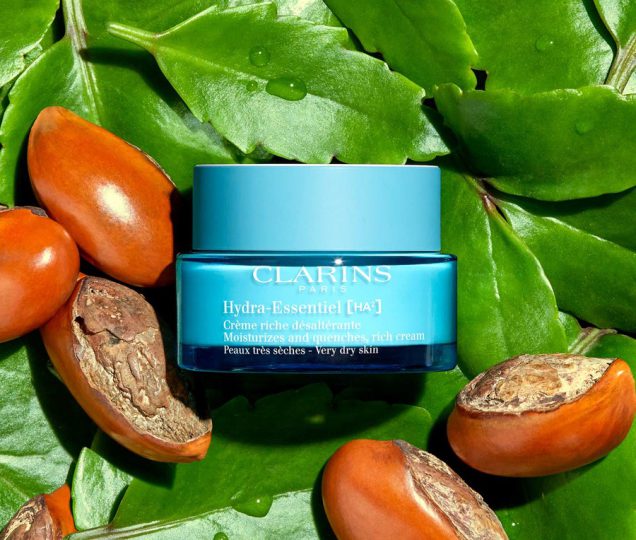 CLARINS
PARIS
Hydra-Essentiel [HA²]
Crème riche désaltérante
Moisturizes and quenches, rich cream
Peaux très sèches - Very dry skin